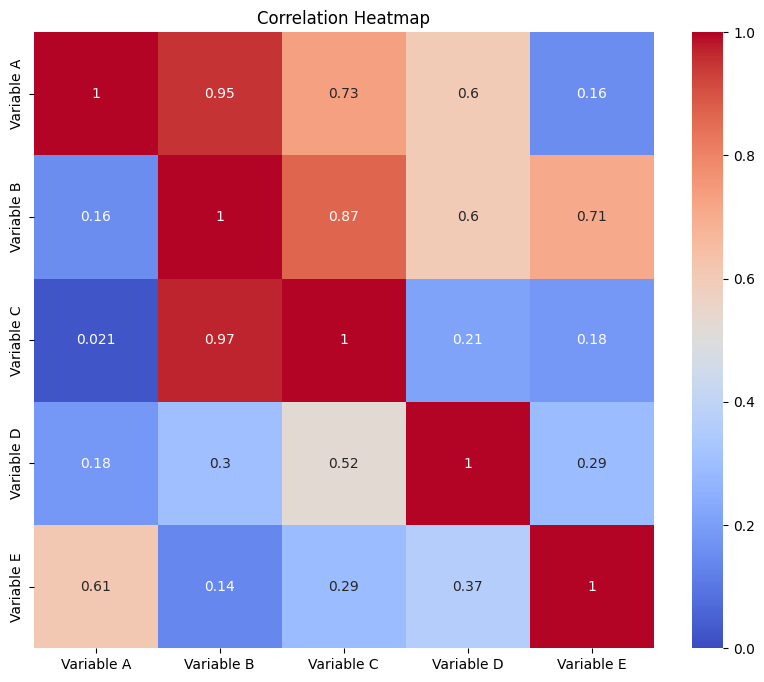 Correlation Heatmap
Variable A
1 0.95 0.73 0.6 0.16
Variable B
0.16 1 0.87 0.6 0.71
Variable C
0.021 0.97 1 0.21 0.18
Variable D
0.18 0.3 0.52 1 0.29
Variable E
0.61 0.14 0.29 0.37 1
Variable A Variable B Variable C Variable D Variable E
1.0
0.8
0.6
0.4
0.2
0.0